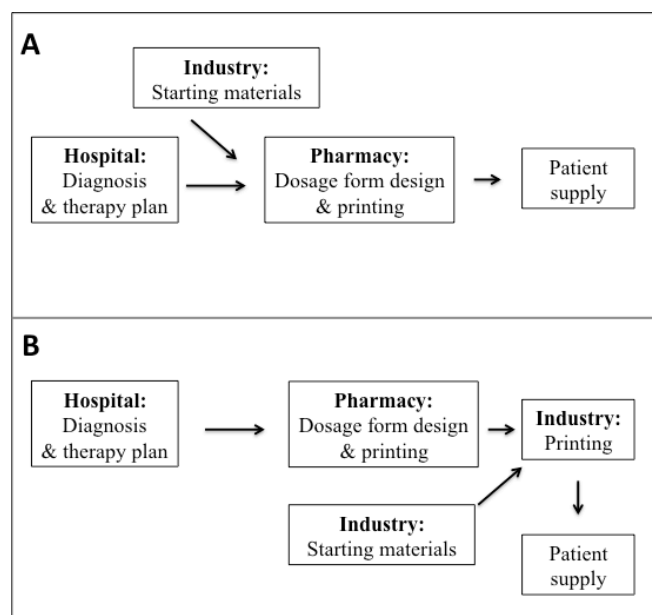 A
Industry:
Starting materials
Hospital:
Diagnosis
& therapy plan
Pharmacy:
Dosage form design
& printing
Patient
supply
B
Hospital:
Diagnosis
& therapy plan
Pharmacy:
Dosage form design
& printing
Industry:
Printing
Industry:
Starting materials
Patient
supply